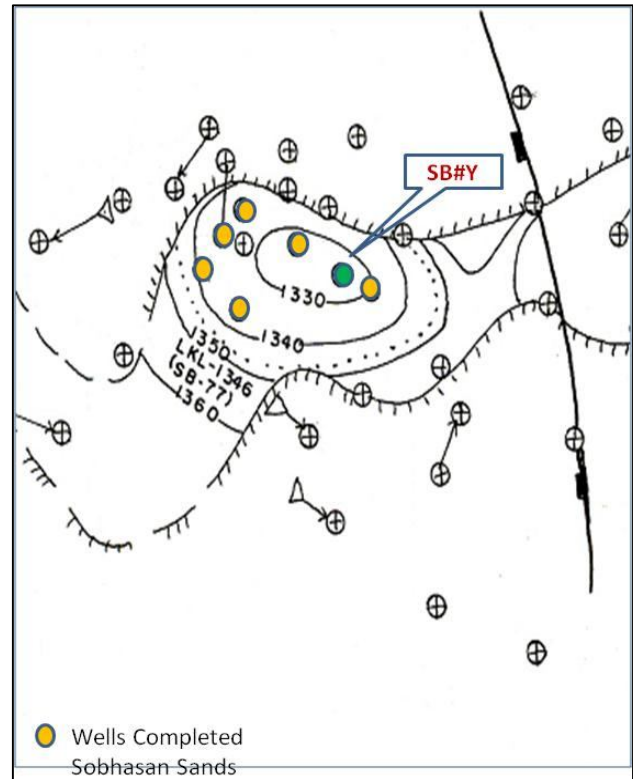 SB#Y
1330
1340
1350
LKL-1346
(SB-77)
1360
Wells Completed
Sobhasan Sands